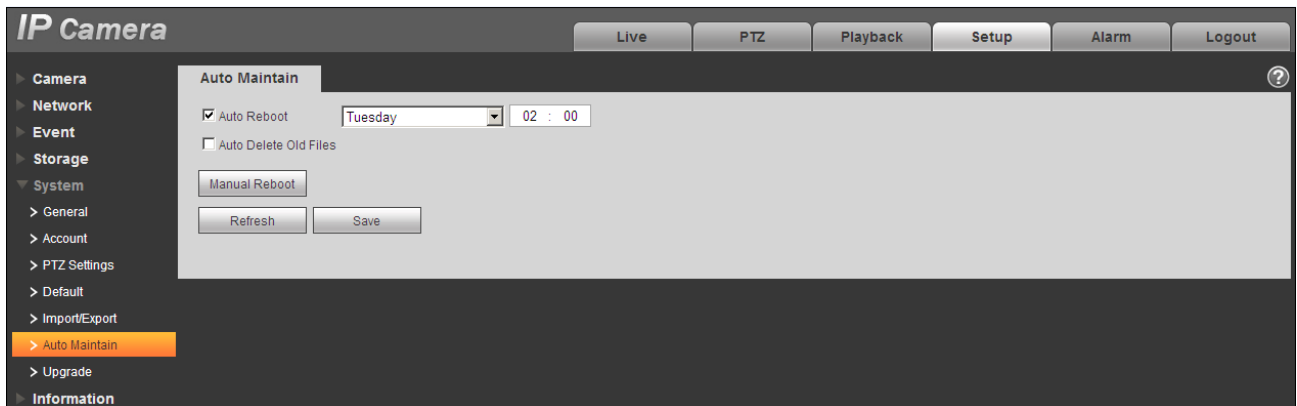 IP Camera
Live PTZ Playback Setup Alarm Logout
Camera
Network
Event
Storage
System
> General
> Account
> PTZ Settings
> Default
> Import/Export
> Auto Maintain
> Upgrade
Information
Auto Maintain ?
Auto Reboot Tuesday 02 : 00
Auto Delete Old Files
Manual Reboot
Refresh Save